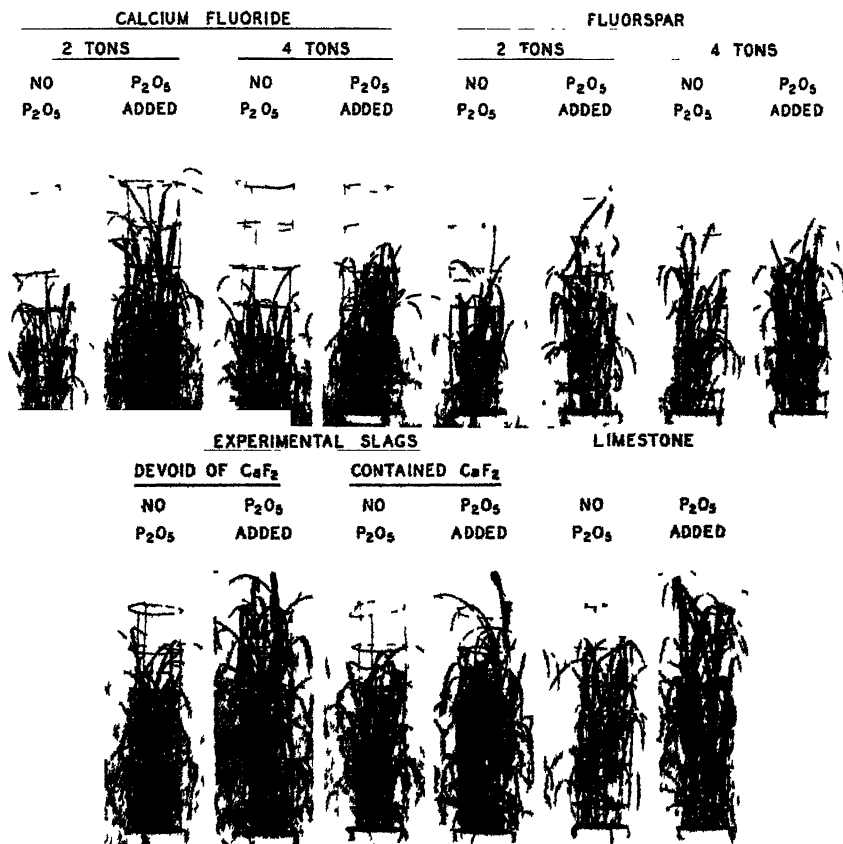 CALCIUM FLUORIDE FLUORSPAR
2 TONS 4 TONS 2 TONS 4 TONS
NO P₂O₅ NO P₂O₅ NO P₂O₅ NO P₂O₅
P₂O₅ ADDED P₂O₅ ADDED P₂O₅ ADDED P₂O₅ ADDED
EXPERIMENTAL SLAGS LIMESTONE
DEVOID OF CaF₂ CONTAINED CaF₂
NO P₂O₅ NO P₂O₅ NO P₂O₅
P₂O₅ ADDED P₂O₅ ADDED P₂O₅ ADDED